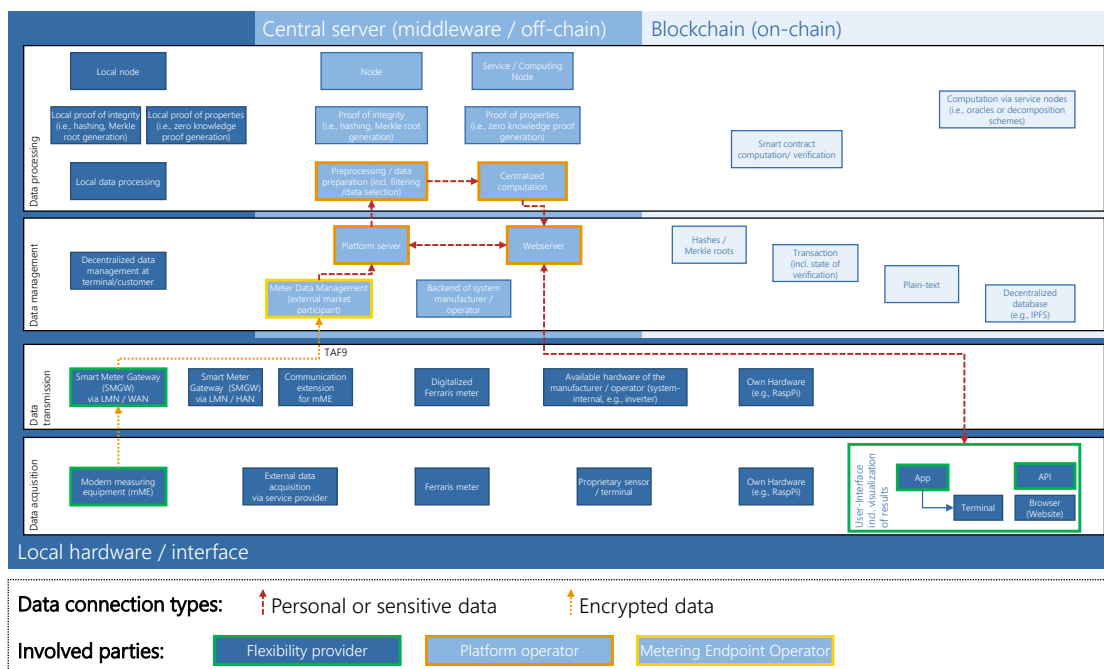 Central server (middleware / off-chain)
Blockchain (on-chain)
Data processing
Local node
Node
Service / Computing
Node
Local proof of integrity
(i.e., hashing, Merkle
root generation)
Local proof of properties
(i.e., zero knowledge
proof generation)
Proof of integrity
(i.e., hashing, Merkle root
generation)
Proof of properties
(i.e., zero knowledge proof
generation)
Computation via service nodes
(i.e., oracles or decomposition
schemes)
Smart contract
computation/ verification
Local data processing
Preprocessing / data
preparation (incl. filtering
/data selection)
Centralized
computation
Data management
Decentralized data
management at
terminal/customer
Platform server
Webserver
Meter Data Management
(external market
participant)
Backend of system
manufacturer /
operator
Hashes /
Merkle roots
Transaction
(incl. state of
verification)
Plain-text
Decentralized
database
(e.g., IPFS)
TAF9
Data
transmission
Smart Meter Gateway
(SMGW)
via LMN / WAN
Smart Meter
Gateway (SMGW)
via LMN / HAN
Communication
extension
for mME
Digitalized
Ferraris meter
Available hardware of the
manufacturer / operator (system-
internal, e.g., inverter)
Own Hardware
(e.g., RaspPi)
Data acquisition
Modern measuring
equipment (mME)
External data
acquisition
via service provider
Ferraris meter
Proprietary sensor
/ terminal
Own Hardware
(e.g., RaspPi)
User-Interface
incl. visualization
of results
App
Terminal
API
Browser
(Website)
Local hardware / interface
Data connection types:
Personal or sensitive data
Encrypted data
Involved parties:
Flexibility provider
Platform operator
Metering Endpoint Operator